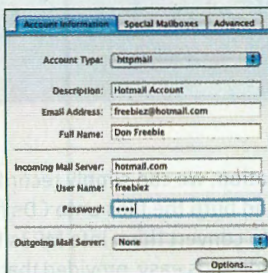 Account Information Special Mailboxes Advanced
Account Type: httpmail
Description: Hotmail Account
Email Address: freebiez@hotmail.com
Full Name: Don Freebie
Incoming Mail Server: hotmail.com
User Name: freebiez
Password: ••••
Outgoing Mail Server: None
Options...